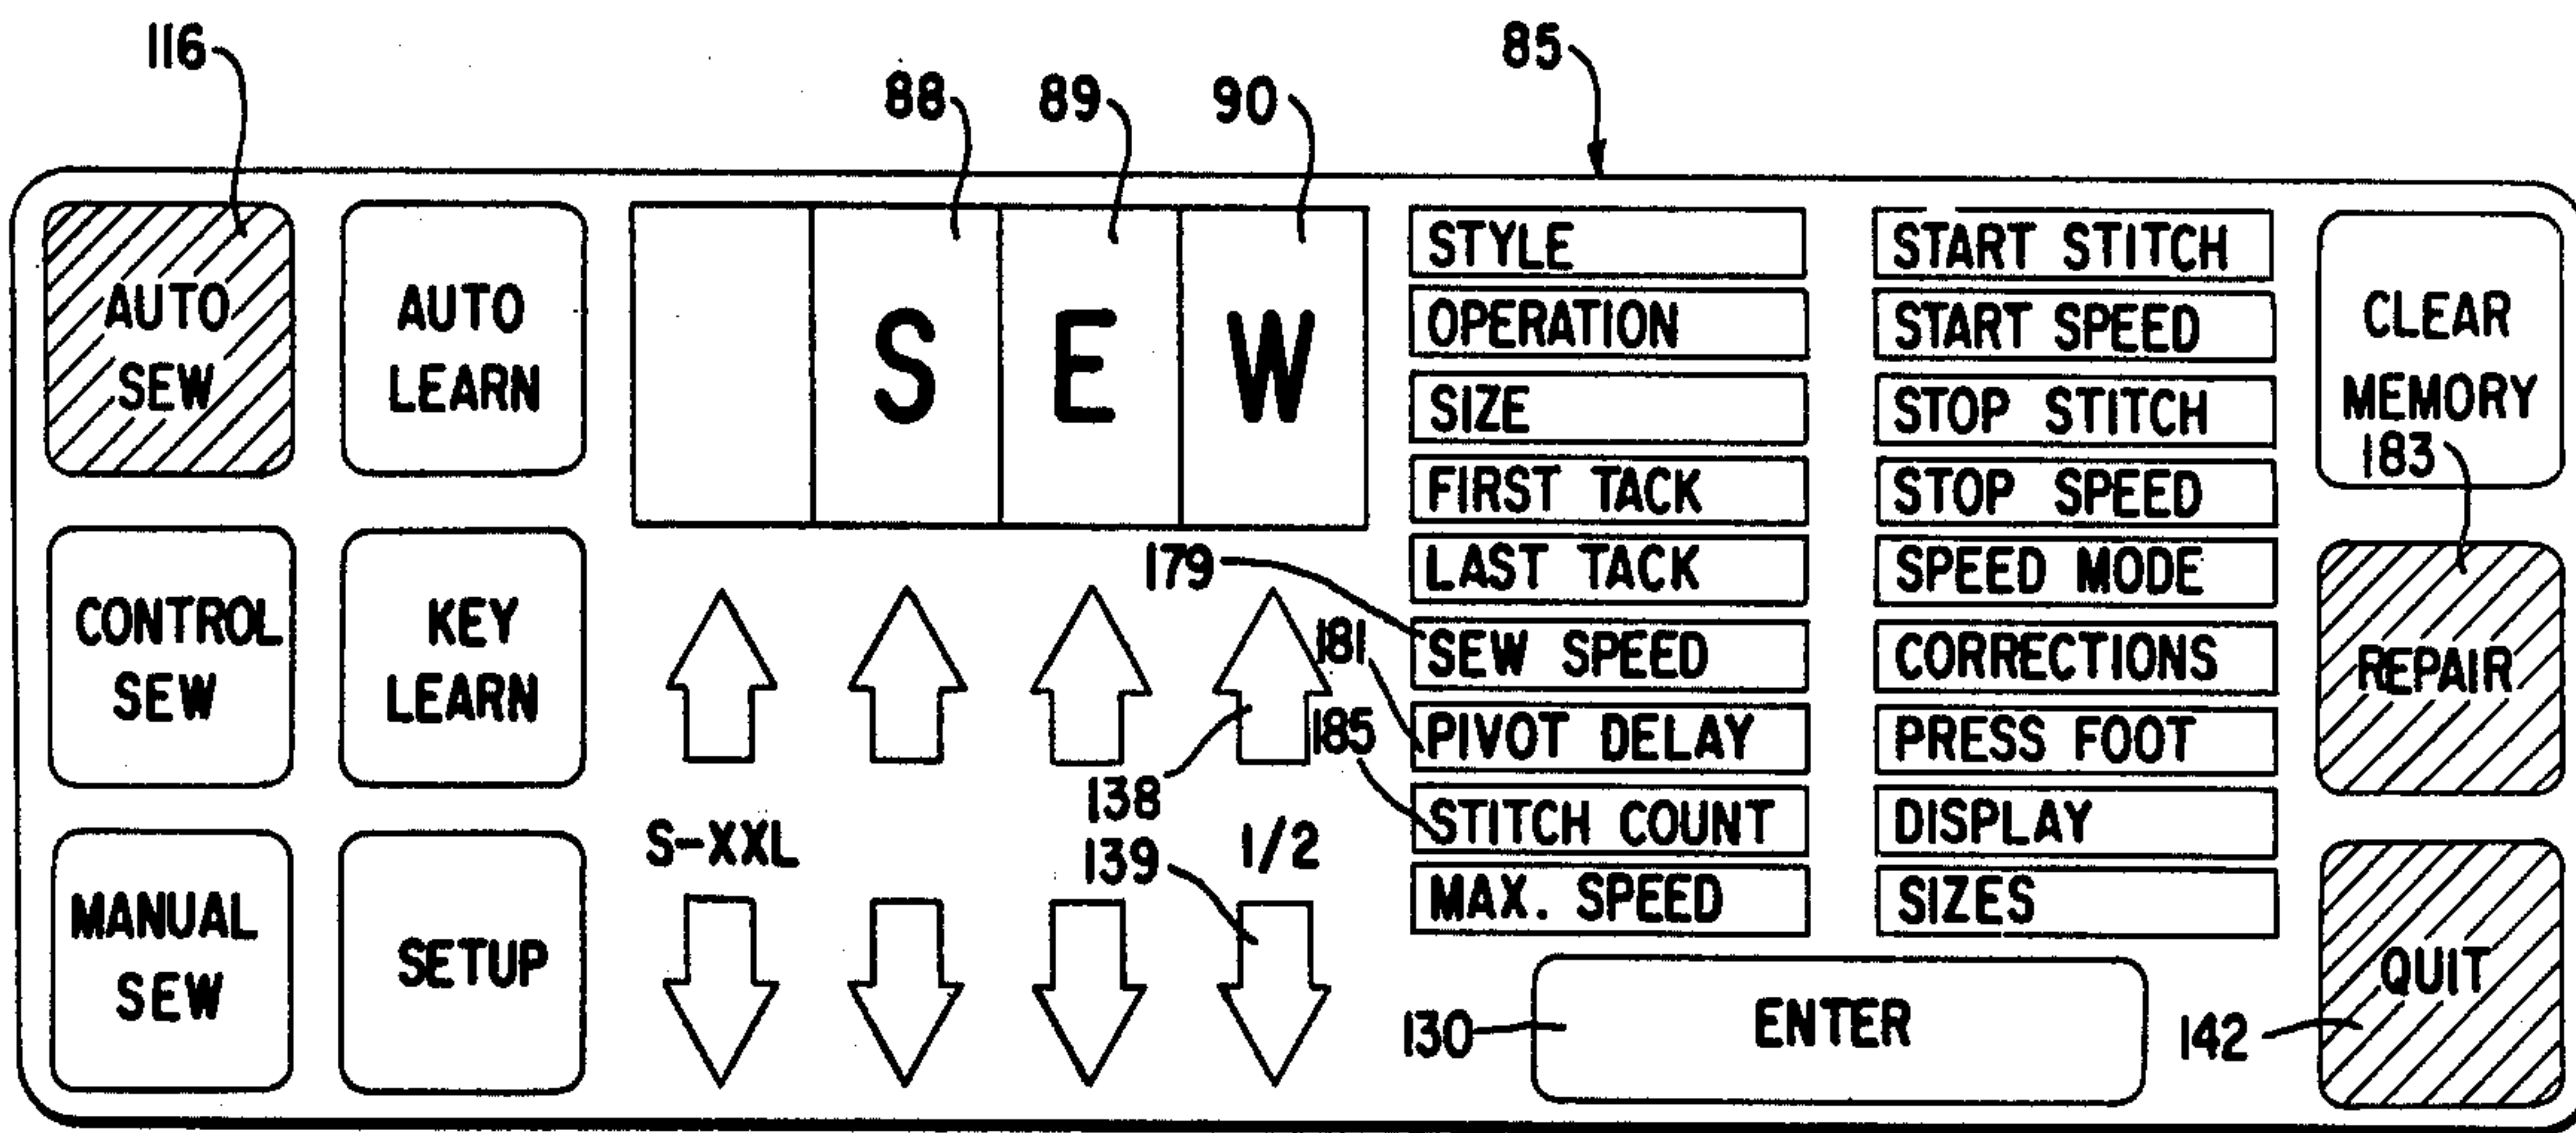 116
88
89
90
85
AUTO
SEW
AUTO
LEARN
S
E
W
STYLE
OPERATION
SIZE
FIRST TACK
LAST TACK
SEW SPEED
PIVOT DELAY
STITCH COUNT
MAX. SPEED
START STITCH
START SPEED
STOP STITCH
STOP SPEED
SPEED MODE
CORRECTIONS
PRESS FOOT
DISPLAY
SIZES
CLEAR
MEMORY
183
CONTROL
SEW
KEY
LEARN
179
181
185
138
139
REPAIR
MANUAL
SEW
SETUP
S-XXL
1/2
130
ENTER
142
QUIT